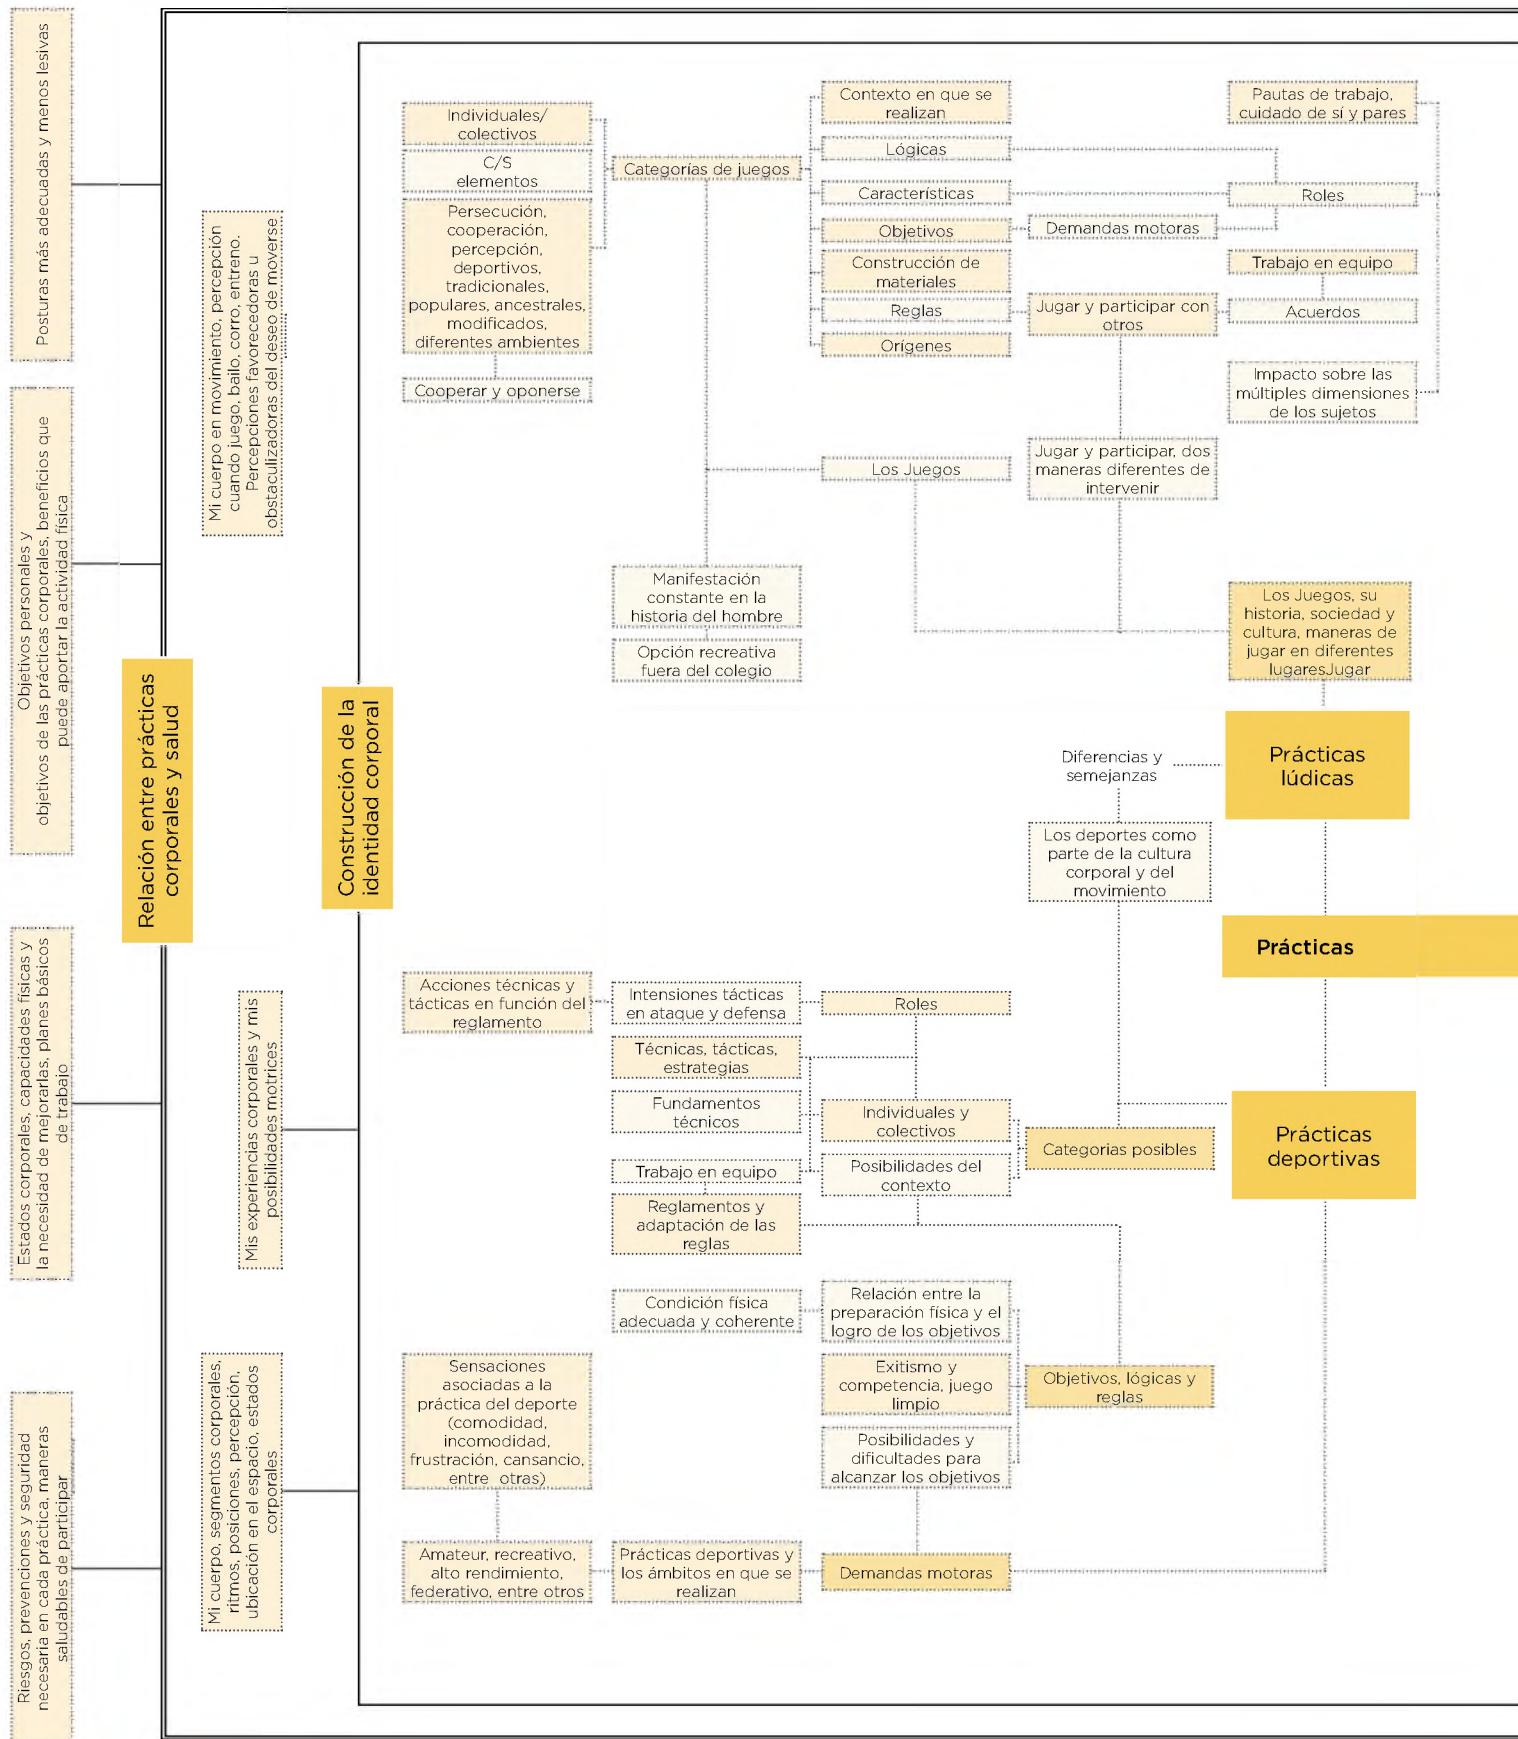 Posturas más adecuadas y menos lesivas
Objetivos personales y
objetivos de las prácticas corporales, beneficios que
puede aportar la actividad física
Estados corporales, capacidades físicas y
la necesidad de mejorarlas, planes básicos
de trabajo
Riesgos, prevenciones y seguridad
necesaria en cada práctica, maneras
saludables de participar
Relación entre prácticas
corporales y salud
Mi cuerpo en movimiento, percepción
cuando juego, bailo, corro, entreno.
Percepciones favorecedoras u
obstaculizadoras del deseo de moverse
Mis experiencias corporales y mis
posibilidades motrices
Mi cuerpo, segmentos corporales,
ritmos, posiciones, percepción,
ubicación en el espacio, estados
corporales
Construcción de la
identidad corporal
Individuales/
colectivos
C/S
elementos
Persecución,
cooperación,
percepción,
deportivos,
tradicionales,
populares, ancestrales,
modificados,
diferentes ambientes
Cooperar y oponerse
Categorías de juegos
Contexto en que se
realizan
Lógicas
Características
Objetivos
Construcción de
materiales
Reglas
Orígenes
Demandas motoras
Jugar y participar con
otros
Pautas de trabajo,
cuidado de sí y pares
Roles
Trabajo en equipo
Acuerdos
Impacto sobre las
múltiples dimensiones
de los sujetos
Los Juegos
Jugar y participar, dos
maneras diferentes de
intervenir
Manifestación
constante en la
historia del hombre
Opción recreativa
fuera del colegio
Los Juegos, su
historia, sociedad y
cultura, maneras de
jugar en diferentes
lugaresJugar
Prácticas
lúdicas
Diferencias y
semejanzas
Los deportes como
parte de la cultura
corporal y del
movimiento
Prácticas
Prácticas
deportivas
Acciones técnicas y
tácticas en función del
reglamento
Intensiones tácticas
en ataque y defensa
Roles
Técnicas, tácticas,
estrategias
Fundamentos
técnicos
Individuales y
colectivos
Categorias posibles
Trabajo en equipo
Posibilidades del
contexto
Reglamentos y
adaptación de las
reglas
Condición física
adecuada y coherente
Relación entre la
preparación física y el
logro de los objetivos
Exitismo y
competencia, juego
limpio
Objetivos, lógicas y
reglas
Posibilidades y
dificultades para
alcanzar los objetivos
Sensaciones
asociadas a la
práctica del deporte
(comodidad,
incomodidad,
frustración, cansancio,
entre otras)
Amateur, recreativo,
alto rendimiento,
federativo, entre otros
Prácticas deportivas y
los ámbitos en que se
realizan
Demandas motoras